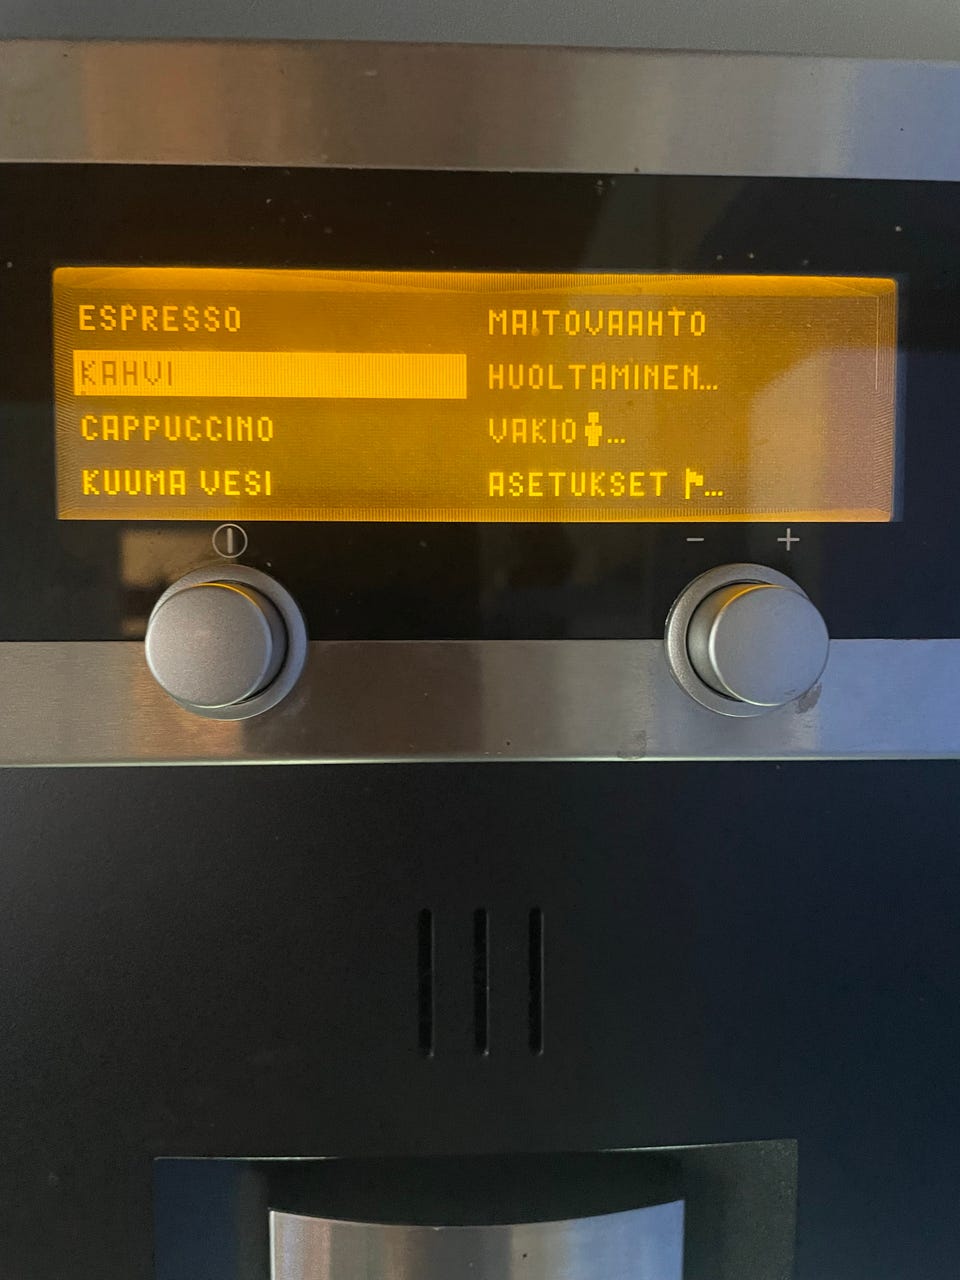 ESPRESSO
KAHVI
CAPPUCCINO
KUUMA VESI
MAITOVAAHTO
HUOLTAMINEN...
VAKIO ...
ASETUKSET ...
- +